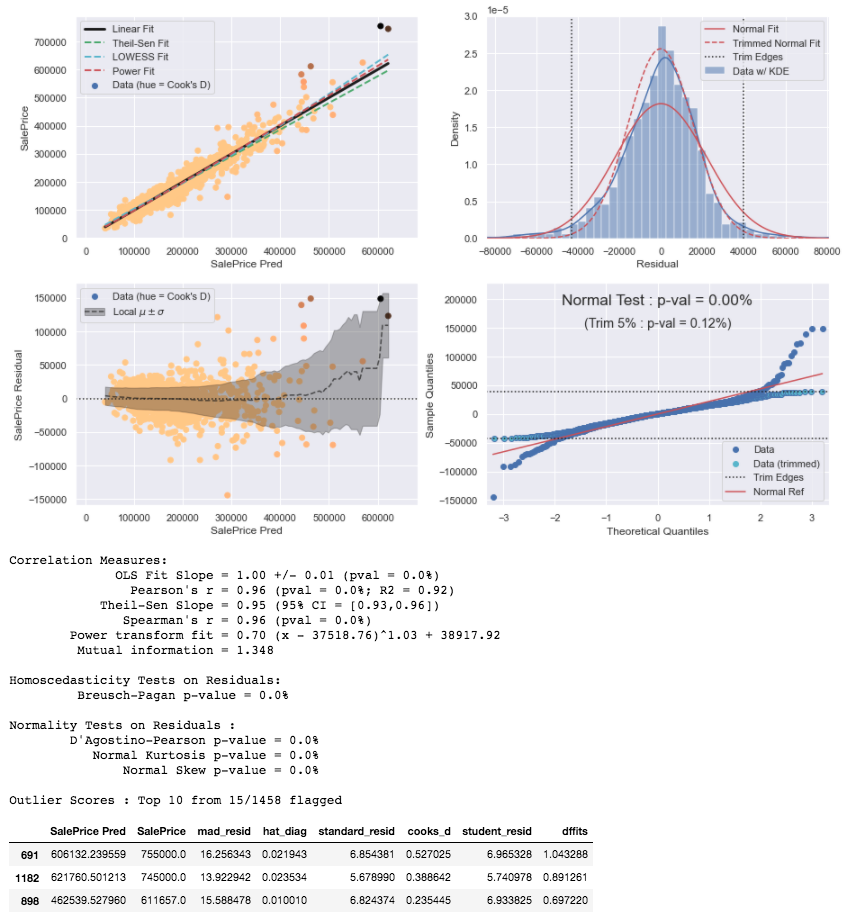 Linear Fit
Theil-Sen Fit
LOWESS Fit
Power Fit
Data (hue = Cook's D)
700000
600000
500000
400000
300000
200000
100000
0
SalePrice
0 100000 200000 300000 400000 500000 600000
SalePrice Pred
1e−5
Normal Fit
Trimmed Normal Fit
Trim Edges
Data w/ KDE
3.0
2.5
2.0
1.5
1.0
0.5
0.0
Density
−80000 −60000 −40000 −20000 0 20000 40000 60000 80000
Residual
Data (hue = Cook's D)
Local μ ± σ
150000
100000
50000
0
−50000
−100000
−150000
SalePrice Residual
0 100000 200000 300000 400000 500000 600000
SalePrice Pred
Normal Test : p-val = 0.00%
(Trim 5% : p-val = 0.12%)
200000
150000
100000
50000
0
−50000
−100000
−150000
Sample Quantiles
Data
Data (trimmed)
Trim Edges
Normal Ref
−3 −2 −1 0 1 2 3
Theoretical Quantiles
Correlation Measures:
OLS Fit Slope = 1.00 +/- 0.01 (pval = 0.0%)
Pearson's r = 0.96 (pval = 0.0%; R2 = 0.92)
Theil-Sen Slope = 0.95 (95% CI = [0.93,0.96])
Spearman's r = 0.96 (pval = 0.0%)
Power transform fit = 0.70 (x - 37518.76)^1.03 + 38917.92
Mutual information = 1.348
Homoscedasticity Tests on Residuals:
Breusch-Pagan p-value = 0.0%
Normality Tests on Residuals :
D'Agostino-Pearson p-value = 0.0%
Normal Kurtosis p-value = 0.0%
Normal Skew p-value = 0.0%
Outlier Scores : Top 10 from 15/1458 flagged
SalePrice Pred SalePrice mad_resid hat_diag standard_resid cooks_d student_resid dffits
691 606132.239559 755000.0 16.256343 0.021943 6.854381 0.527025 6.965328 1.043288
1182 621760.501213 745000.0 13.922942 0.023534 5.678990 0.388642 5.740978 0.891261
898 462539.527960 611657.0 15.588478 0.010010 6.824374 0.235445 6.933825 0.697220